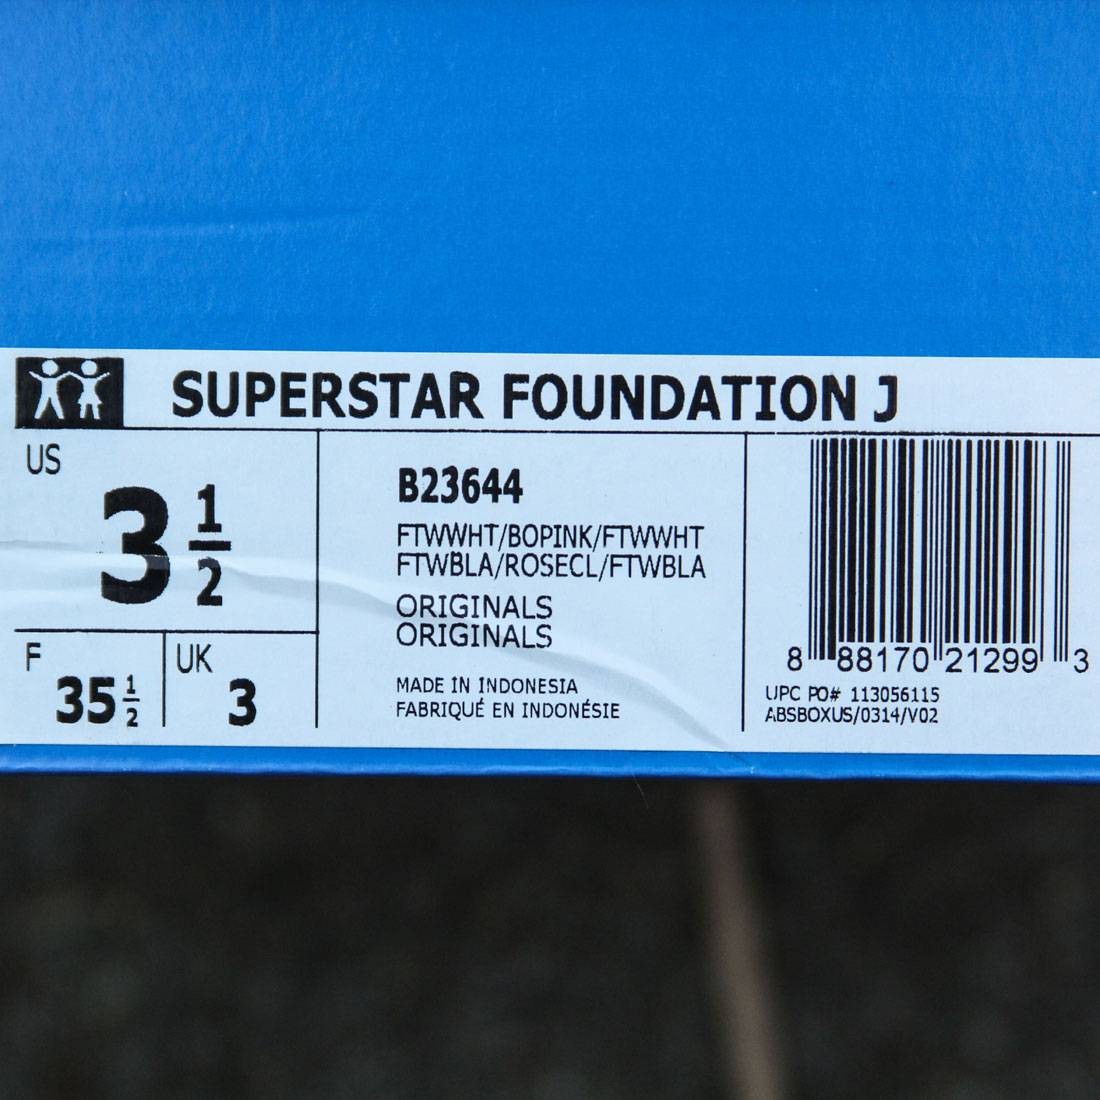 SUPERSTAR FOUNDATION J
US
3 1/2
F
35 1/2
UK
3
B23644
FTWWHT/BOPINK/FTWWHT
FTWBLA/ROSECL/FTWBLA
ORIGINALS
ORIGINALS
MADE IN INDONESIA
FABRIQUÉ EN INDONÉSIE
8 88170 21299 3
UPC PO# 113056115
ABSBOXUS/0314/V02